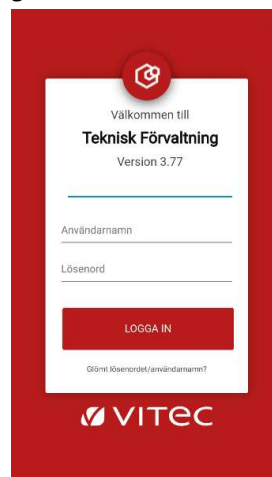 Välkommen till
Teknisk Förvaltning
Version 3.77
Användarnamn
Lösenord
LOGGA IN
Glömt lösenordet/användarnamn?
VITEC